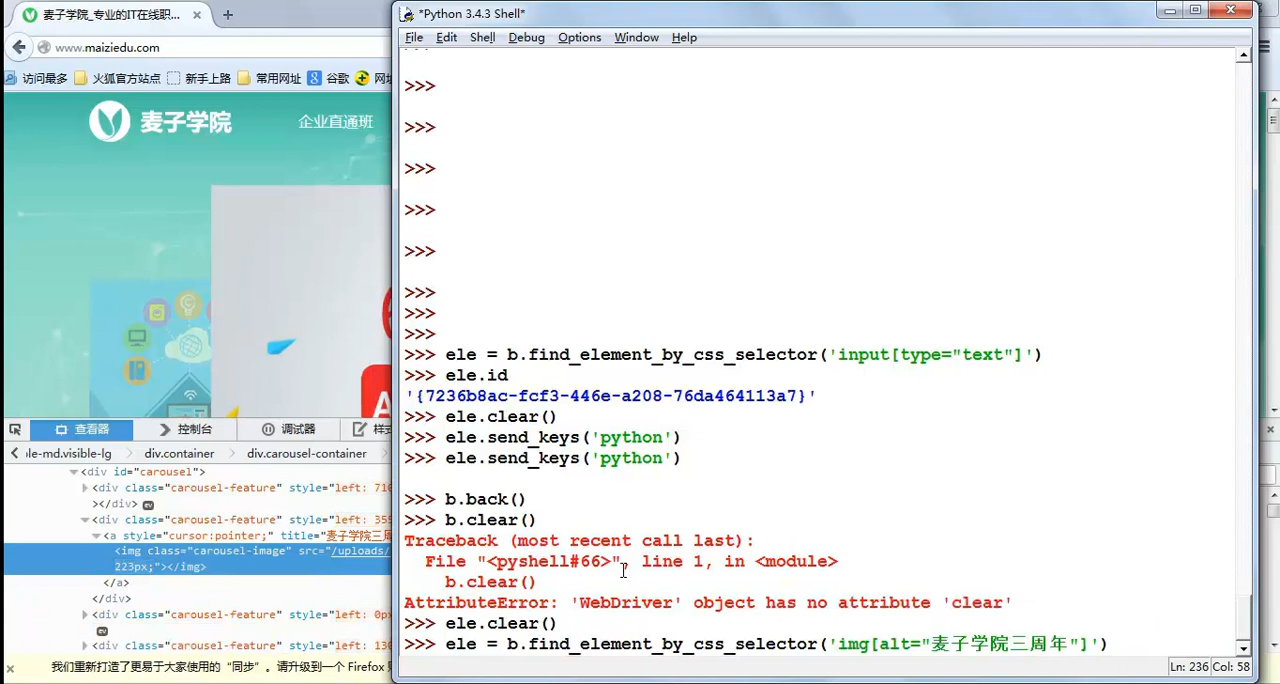 麦子学院_专业的IT在线职...
www.maiziedu.com
访问最多 火狐官方站点 新手上路 常用网址 谷歌 网
麦子学院 企业直通班
查看器 控制台 调试器
le-md.visible-lg div.container div.carousel-container
<div id="carousel">
<div class="carousel-feature" style="left: 710
></div> ev
<div class="carousel-feature" style="left: 355
<a style="cursor:pointer;" title="麦子学院三周
<img class="carousel-image" src="/uploads/
223px;"></img>
</a>
</div>
<div class="carousel-feature" style="left: 0px
ev
<div class="carousel-feature" style="left: 130
我们重新打造了更易于大家使用的“同步”。请升级到一个 Firefox
*Python 3.4.3 Shell*
File Edit Shell Debug Options Window Help
>>>
>>>
>>>
>>>
>>>
>>>
>>>
>>>
>>> ele = b.find_element_by_css_selector('input[type="text"]')
>>> ele.id
'{7236b8ac-fcf3-446e-a208-76da464113a7}'
>>> ele.clear()
>>> ele.send_keys('python')
>>> ele.send_keys('python')
>>> b.back()
>>> b.clear()
Traceback (most recent call last):
File "<pyshell#66>", line 1, in <module>
b.clear()
AttributeError: 'WebDriver' object has no attribute 'clear'
>>> ele.clear()
>>> ele = b.find_element_by_css_selector('img[alt="麦子学院三周年"]')
Ln: 236 Col: 58